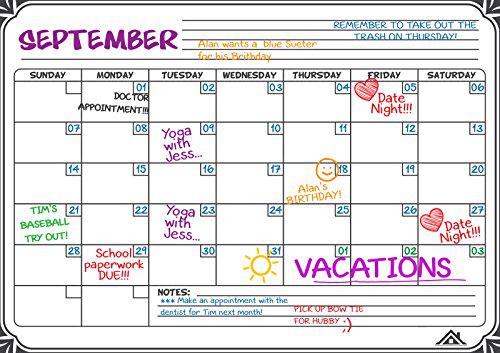 REMEMBER TO TAKE OUT THE
TRASH ON THURSDAY!
SEPTEMBER
Alan wants a blue Sueter
for his Beithday
SUNDAY MONDAY TUESDAY WEDNESDAY THURSDAY FRIDAY SATURDAY
01 02 03 04 05 06
DOCTOR
APPOINTMENT!!!
Date
Night!!!
07 08 09 10 11 12 13
Yoga
with
Jess...
14 15 16 17 18 19 20
Alan's
BIRTHDAY!
21 22 23 24 25 26 27
TIM'S
BASEBALL
TRY OUT!
Yoga
with
Jess...
Date
Night!!!
28 29 30 31 01 02 03
School
paperwork
DUE!!!
VACATIONS
NOTES:
*** Make an appointment with the
dentist for Tim next month!
PICK UP BOW TIE
FOR HUBBY :)